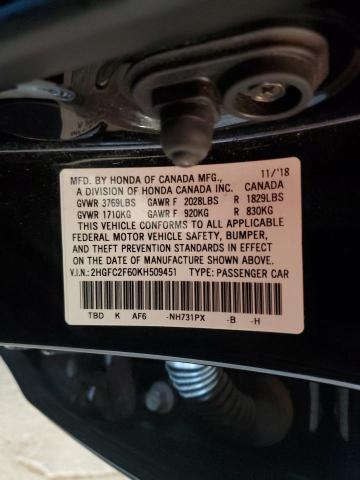 MFD. BY HONDA OF CANADA MFG., 11/'18
A DIVISION OF HONDA CANADA INC. CANADA
GVWR 3769LBS GAWR F 2028LBS R 1829LBS
GVWR 1710KG GAWR F 920KG R 830KG
THIS VEHICLE CONFORMS TO ALL APPLICABLE
FEDERAL MOTOR VEHICLE SAFETY, BUMPER,
AND THEFT PREVENTION STANDARDS IN EFFECT
ON THE DATE OF MANUFACTURE SHOWN ABOVE.
V.I.N.: 2HGFC2F60KH509451 TYPE: PASSENGER CAR
TBD K AF6 -NH731PX -B -H